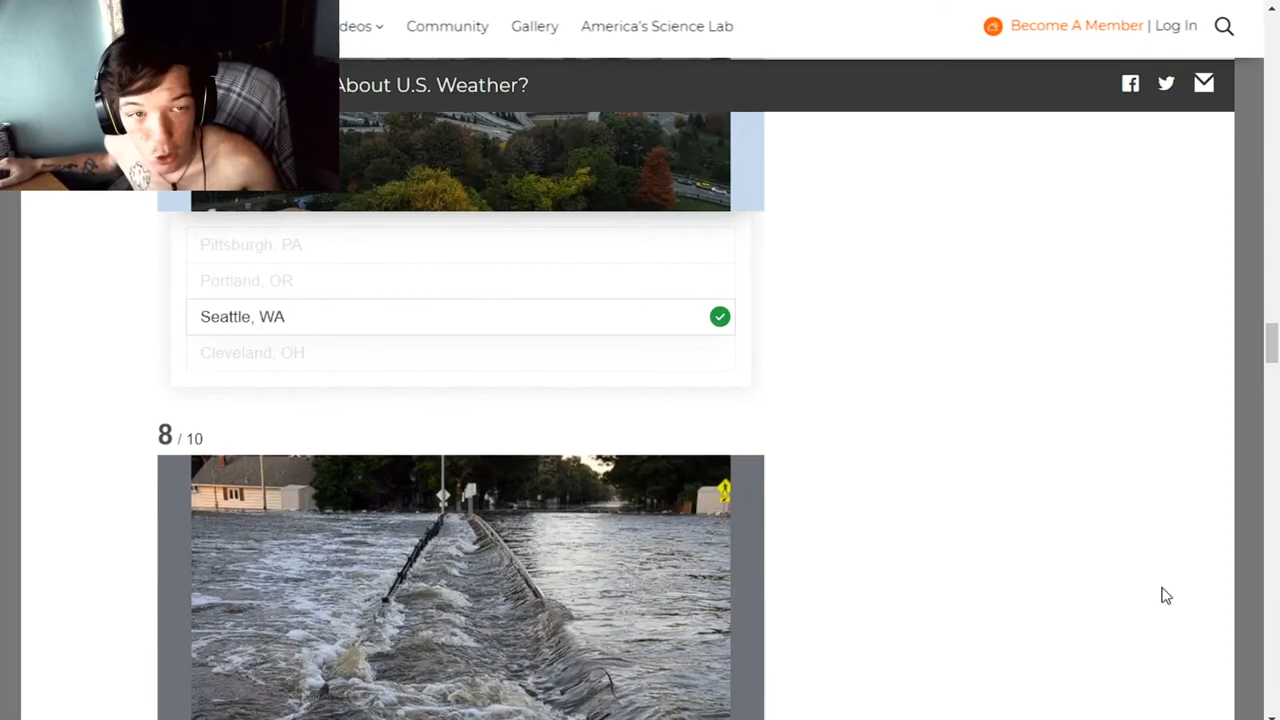 deos Community Gallery America's Science Lab Become A Member | Log In
About U.S. Weather?
Pittsburgh, PA
Portland, OR
Seattle, WA
Cleveland, OH
8 / 10